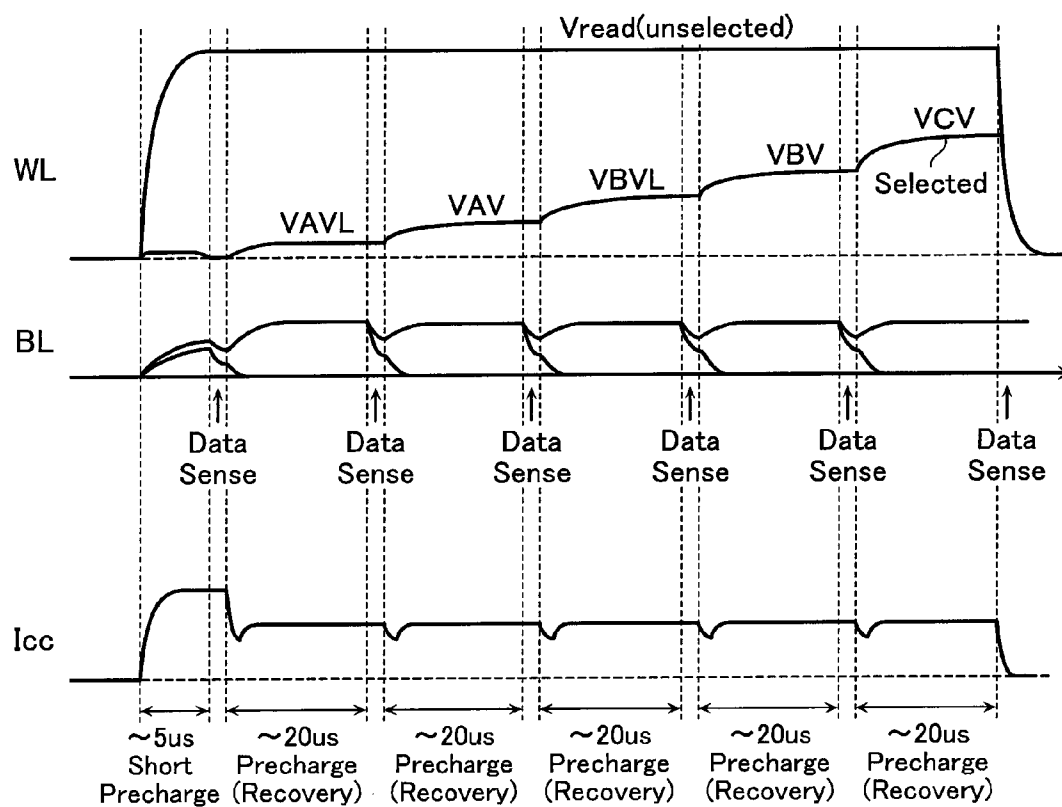 Vread(unselected)
WL
VAVL
VAV
VBVL
VBV
VCV
Selected
BL
Data
Sense
Data
Sense
Data
Sense
Data
Sense
Data
Sense
Data
Sense
Icc
~5us
Short
Precharge
~20us
Precharge
(Recovery)
~20us
Precharge
(Recovery)
~20us
Precharge
(Recovery)
~20us
Precharge
(Recovery)
~20us
Precharge
(Recovery)